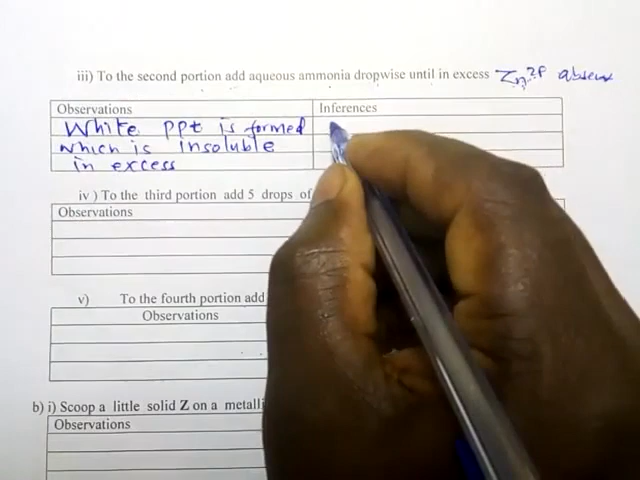 iii) To the second portion add aqueous ammonia dropwise until in excess Zn2+ absent
Observations Inferences
White ppt is formed
which is insoluble
in excess
iv ) To the third portion add 5 drops of
Observations
v) To the fourth portion add
Observations
b) i) Scoop a little solid Z on a metalli
Observations